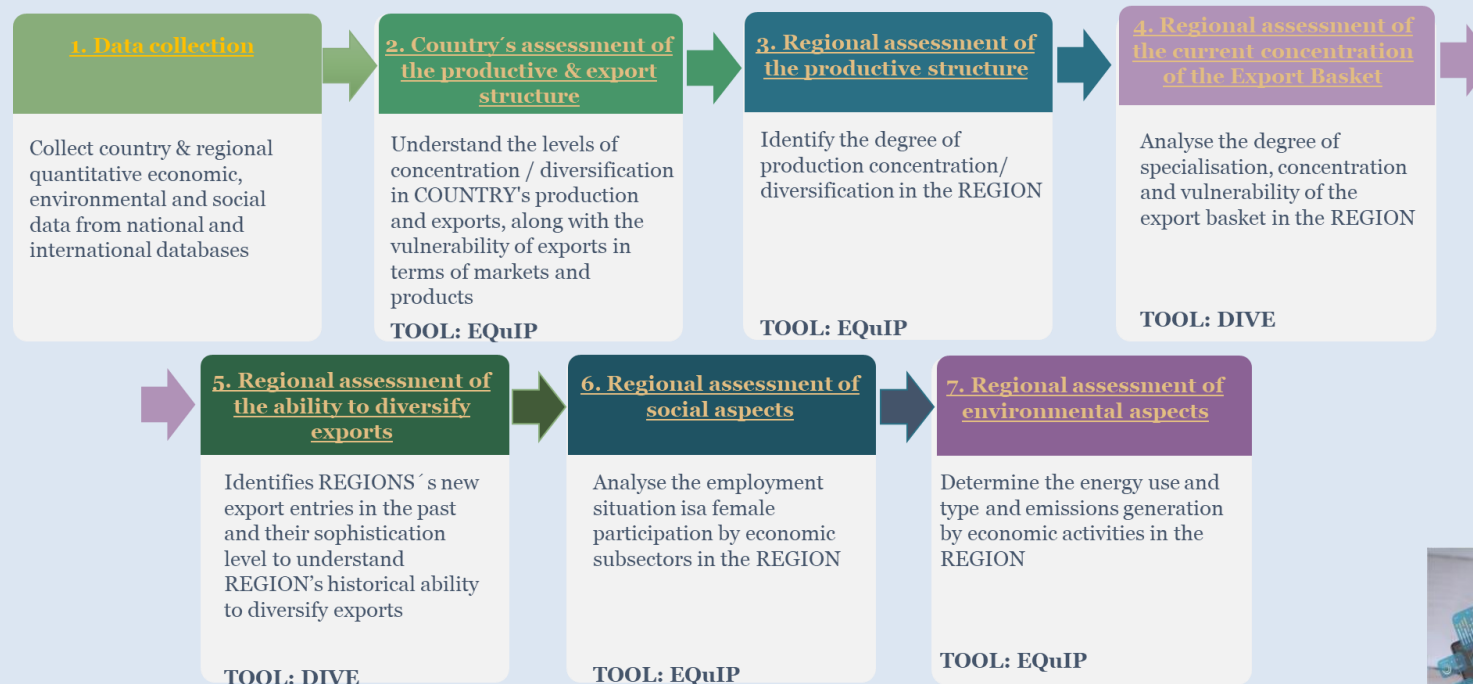 1. Data collection
Collect country & regional
quantitative economic,
environmental and social
data from national and
international databases
2. Country´s assessment of
the productive & export
structure
Understand the levels of
concentration / diversification
in COUNTRY's production
and exports, along with the
vulnerability of exports in
terms of markets and
products
TOOL: EQuIP
3. Regional assessment of
the productive structure
Identify the degree of
production concentration/
diversification in the REGION
TOOL: EQuIP
4. Regional assessment of
the current concentration
of the Export Basket
Analyse the degree of
specialisation, concentration
and vulnerability of the
export basket in the REGION
TOOL: DIVE
5. Regional assessment of
the ability to diversify
exports
Identifies REGIONS´s new
export entries in the past
and their sophistication
level to understand
REGION’s historical ability
to diversify exports
TOOL: DIVE
6. Regional assessment of
social aspects
Analyse the employment
situation isa female
participation by economic
subsectors in the REGION
TOOL: EQuIP
7. Regional assessment of
environmental aspects
Determine the energy use and
type and emissions generation
by economic activities in the
REGION
TOOL: EQuIP